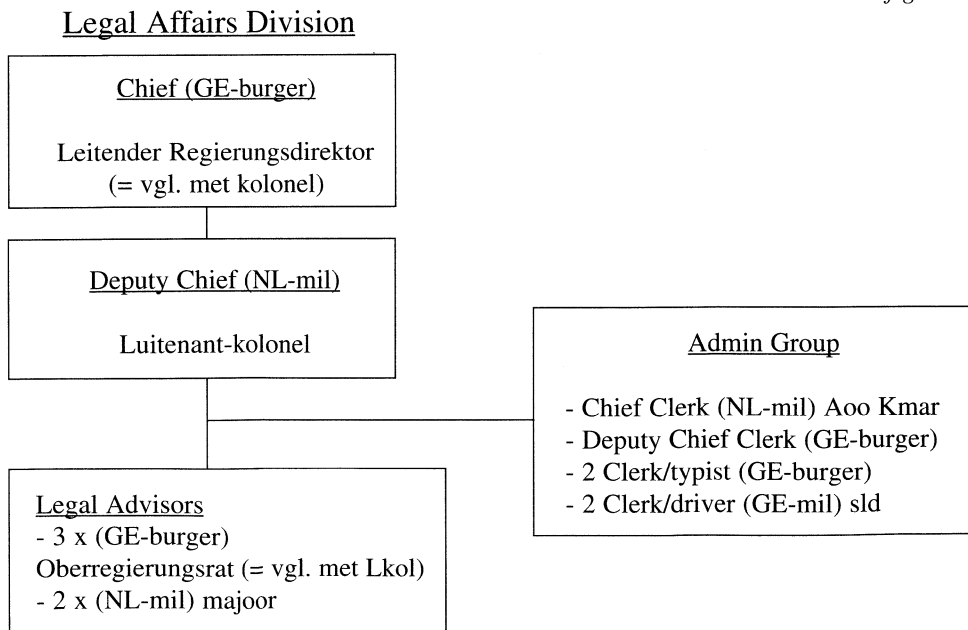 Legal Affairs Division
Chief (GE-burger)
Leitender Regierungsdirektor
(= vgl. met kolonel)
Deputy Chief (NL-mil)
Luitenant-kolonel
Admin Group
- Chief Clerk (NL-mil) Aoo Kmar
- Deputy Chief Clerk (GE-burger)
- 2 Clerk/typist (GE-burger)
- 2 Clerk/driver (GE-mil) sld
Legal Advisors
- 3 x (GE-burger)
Oberregierungsrat (= vgl. met Lkol)
- 2 x (NL-mil) majoor